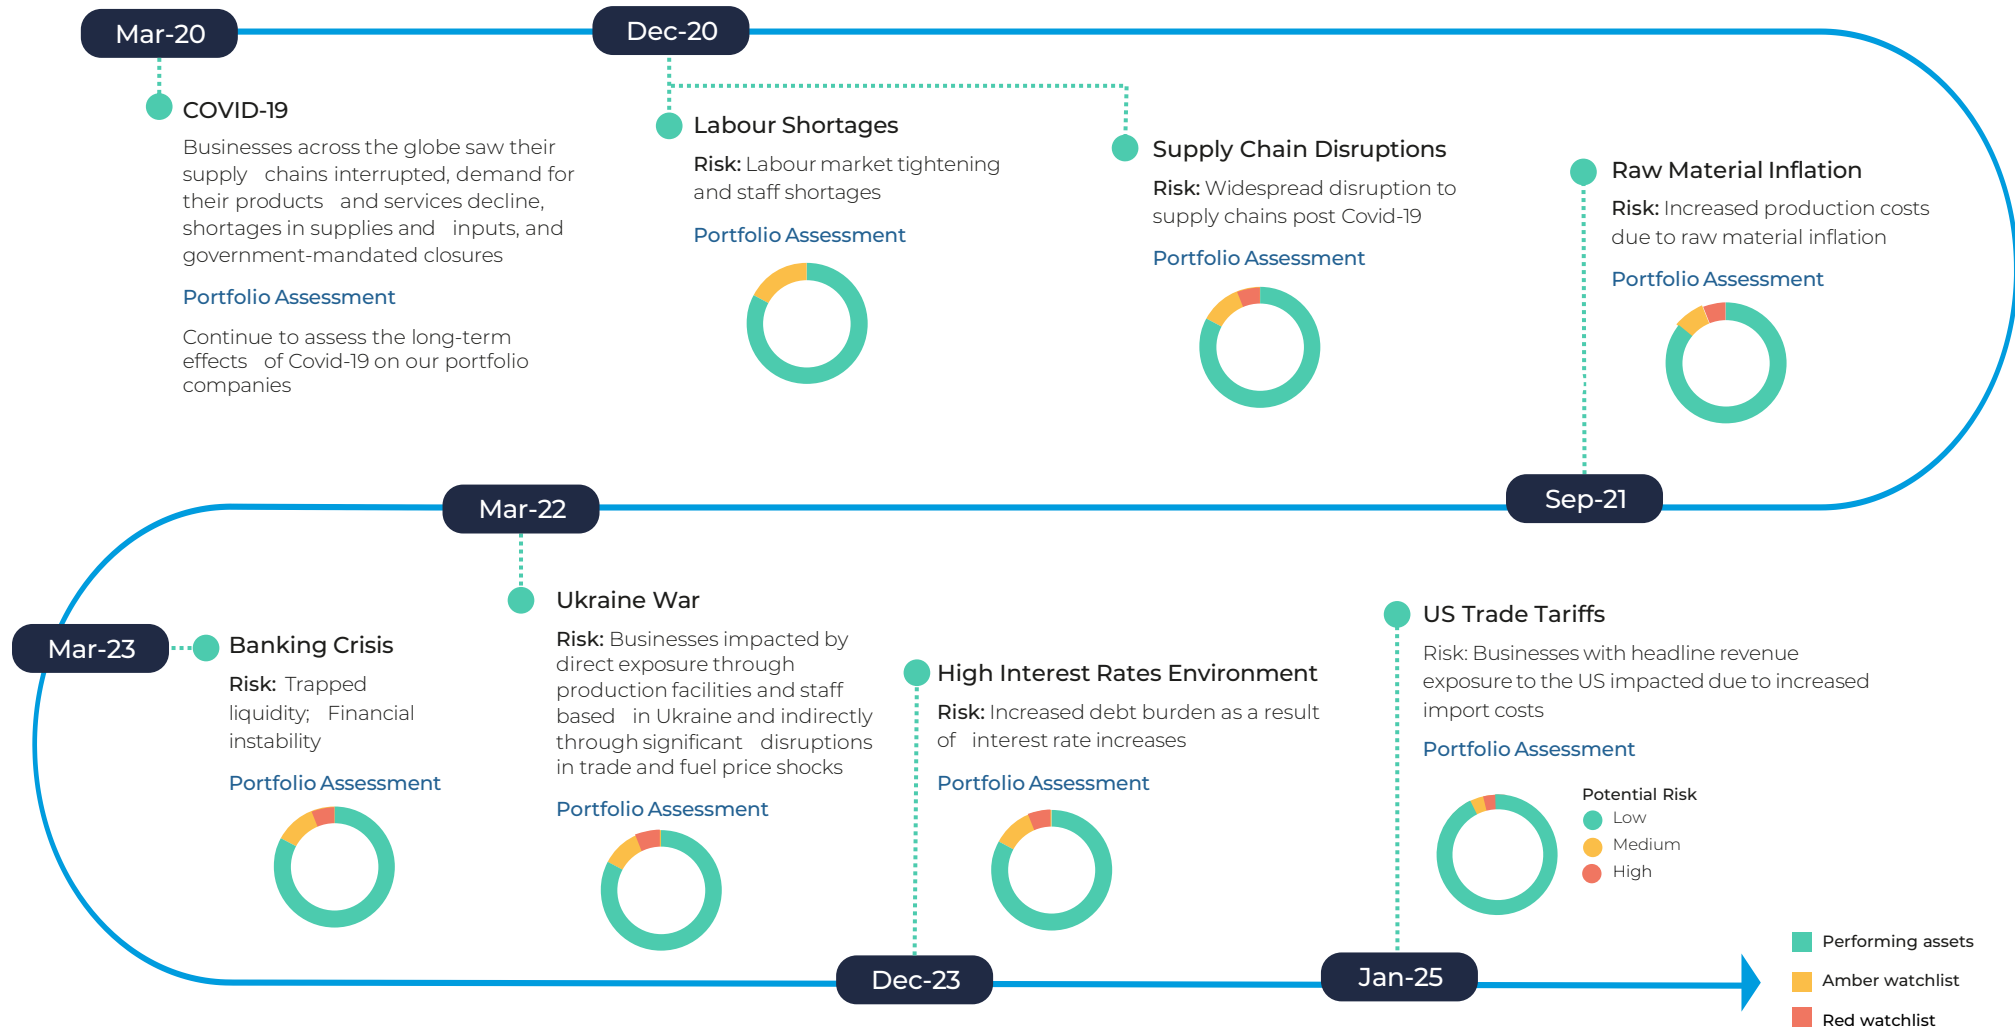 Mar-20
COVID-19
Businesses across the globe saw their
supply chains interrupted, demand for
their products and services decline,
shortages in supplies and inputs, and
government-mandated closures
Portfolio Assessment
Continue to assess the long-term
effects of Covid-19 on our portfolio
companies
Dec-20
Labour Shortages
Risk: Labour market tightening
and staff shortages
Portfolio Assessment
Supply Chain Disruptions
Risk: Widespread disruption to
supply chains post Covid-19
Portfolio Assessment
Raw Material Inflation
Risk: Increased production costs
due to raw material inflation
Portfolio Assessment
Sep-21
Mar-22
Ukraine War
Risk: Businesses impacted by
direct exposure through
production facilities and staff
based in Ukraine and indirectly
through significant disruptions
in trade and fuel price shocks
Portfolio Assessment
Mar-23
Banking Crisis
Risk: Trapped
liquidity; Financial
instability
Portfolio Assessment
High Interest Rates Environment
Risk: Increased debt burden as a result
of interest rate increases
Portfolio Assessment
Dec-23
US Trade Tariffs
Risk: Businesses with headline revenue
exposure to the US impacted due to increased
import costs
Portfolio Assessment
Potential Risk
Low
Medium
High
Jan-25
Performing assets
Amber watchlist
Red watchlist